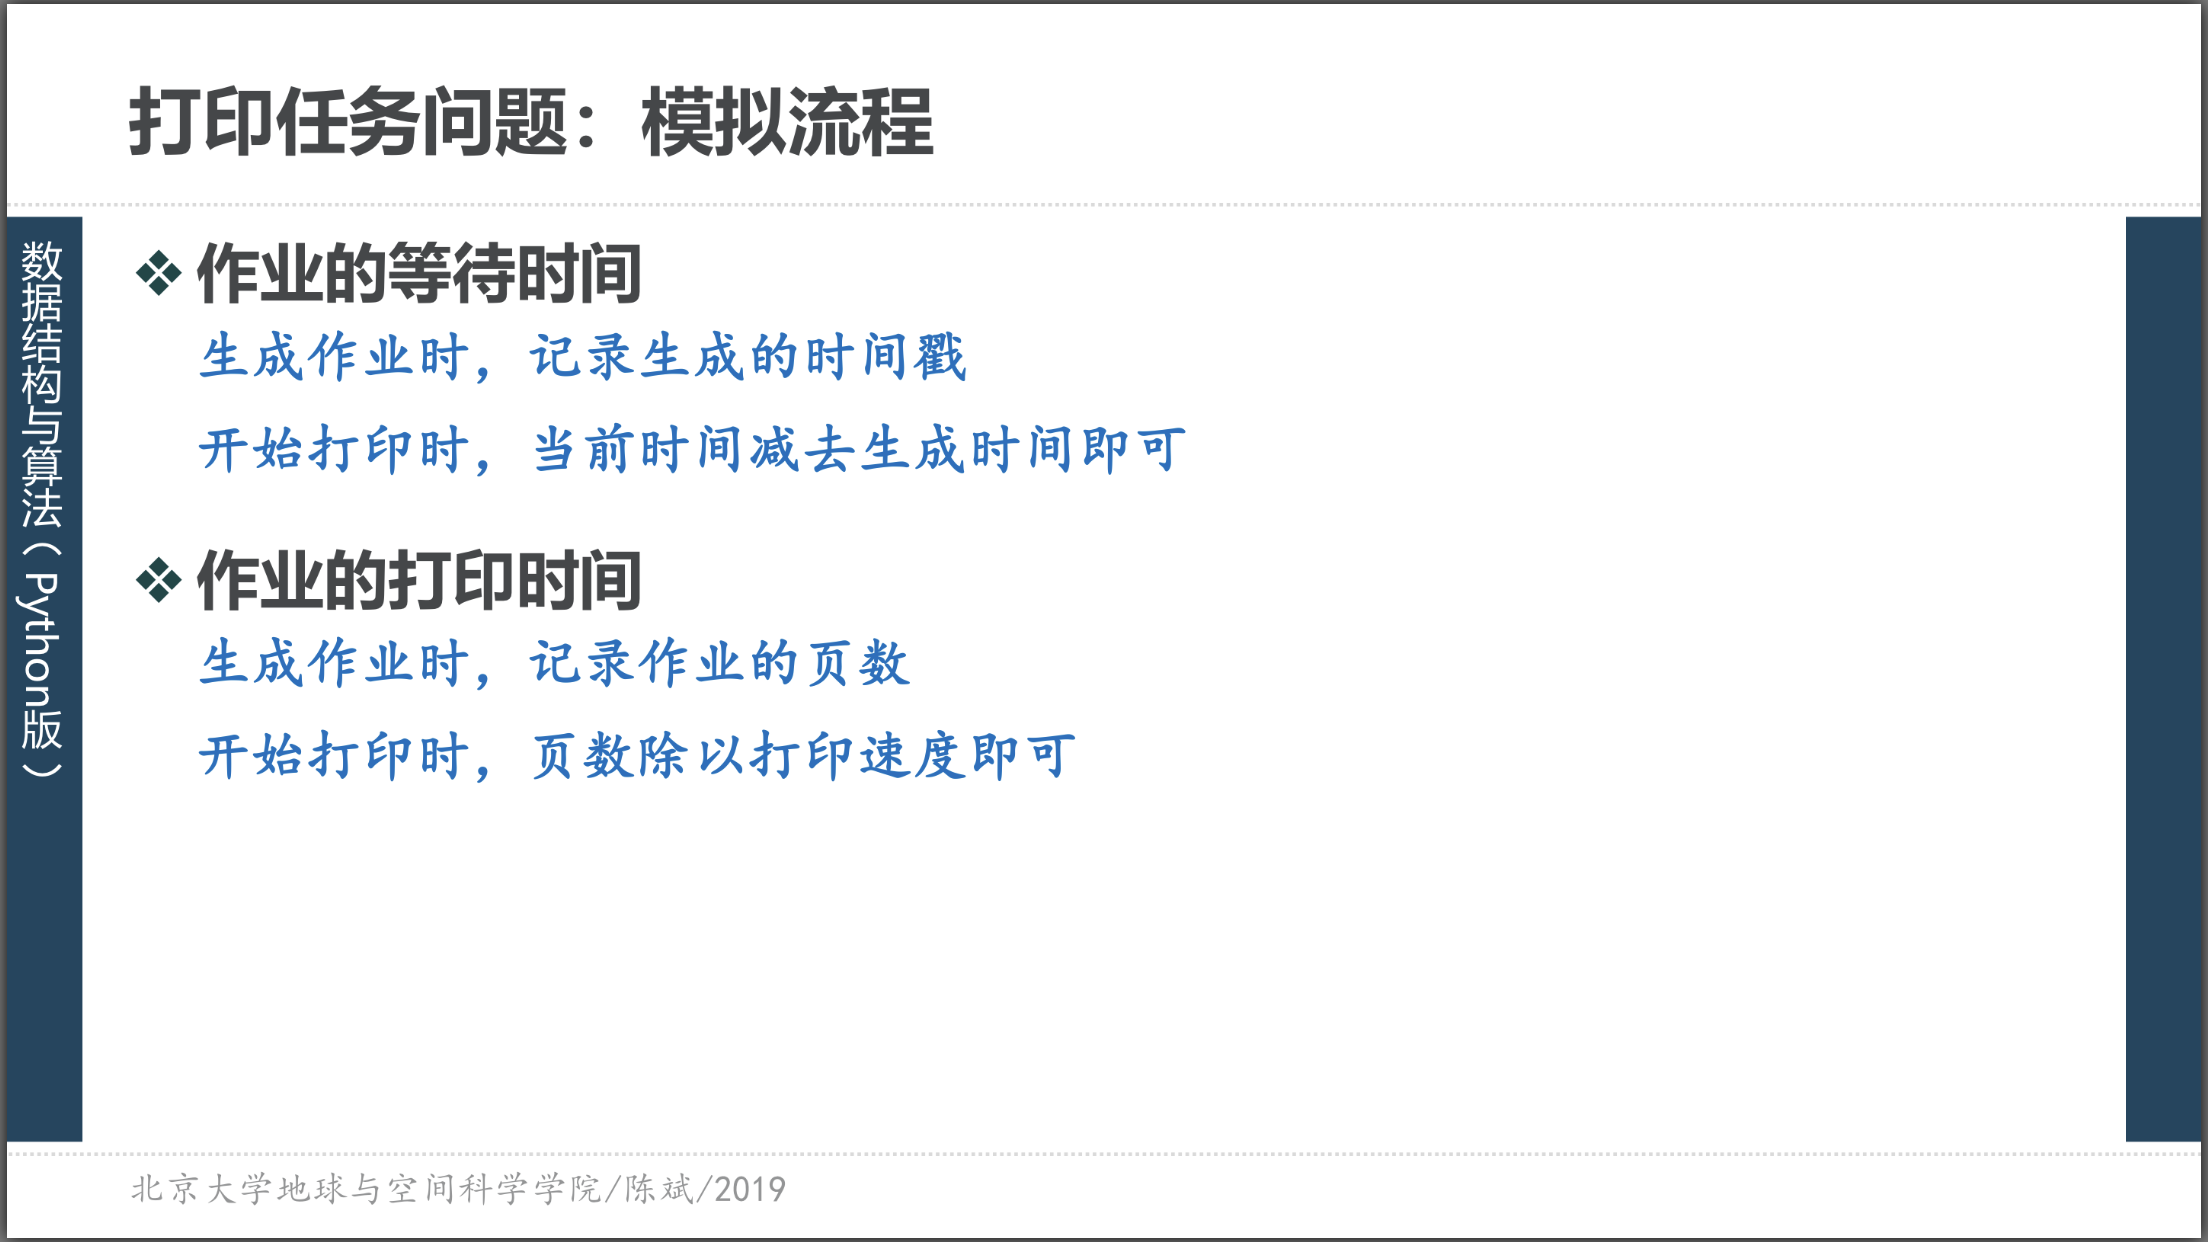 打印任务问题：模拟流程
数据结构与算法（Python版）
❖作业的等待时间
生成作业时，记录生成的时间戳
开始打印时，当前时间减去生成时间即可
❖作业的打印时间
生成作业时，记录作业的页数
开始打印时，页数除以打印速度即可
北京大学地球与空间科学学院/陈斌/2019